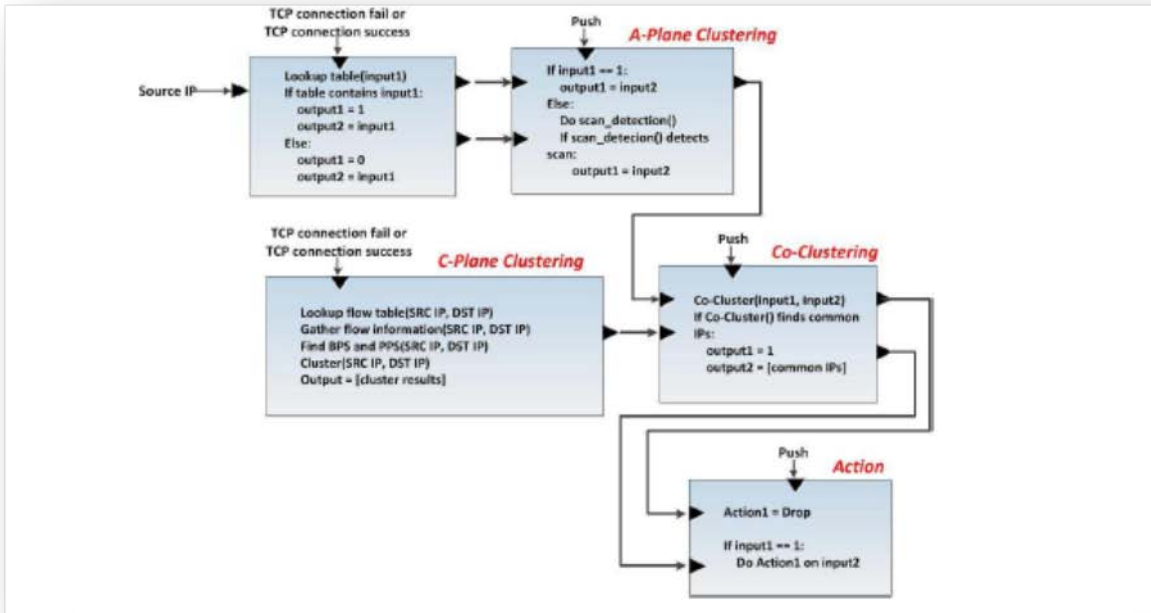 TCP connection fail or
TCP connection success
Source IP
Lookup table(input1)
If table contains input1:
output1 = 1
output2 = input1
Else:
output1 = 0
output2 = input1
Push
A-Plane Clustering
If input1 == 1:
output1 = input2
Else:
Do scan_detection()
If scan_detecion() detects
scan:
output1 = input2
TCP connection fail or
TCP connection success
C-Plane Clustering
Lookup flow table(SRC IP, DST IP)
Gather flow information(SRC IP, DST IP)
Find BPS and PPS(SRC IP, DST IP)
Cluster(SRC IP, DST IP)
Output = [cluster results]
Push
Co-Clustering
Co-Cluster(Input1, Input2)
If Co-Cluster() finds common
IPs:
output1 = 1
output2 = [common IPs]
Push
Action
Action1 = Drop
If input1 == 1:
Do Action1 on input2